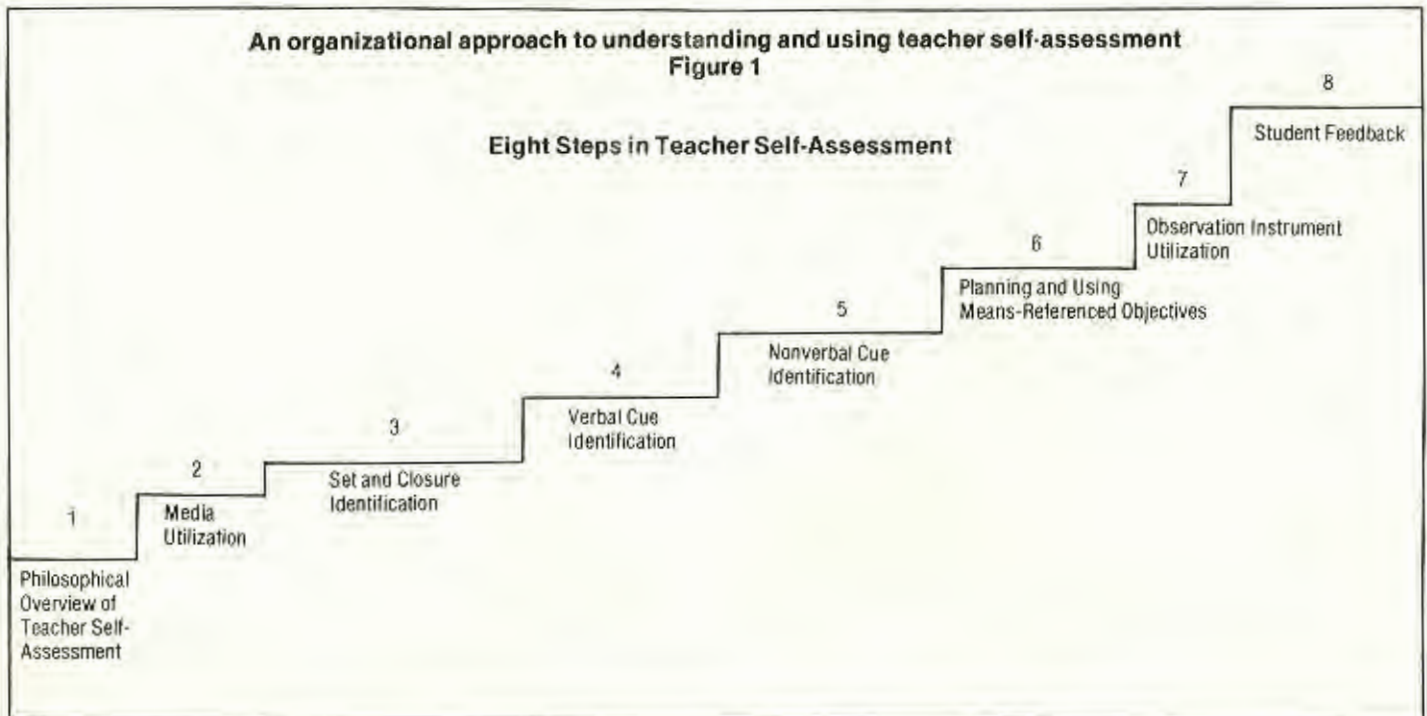 An organizational approach to understanding and using teacher self-assessment
Figure 1
Eight Steps in Teacher Self-Assessment
1
Philosophical
Overview of
Teacher Self-
Assessment
2
Media
Utilization
3
Set and Closure
Identification
4
Verbal Cue
Identification
5
Nonverbal Cue
Identification
6
Planning and Using
Means-Referenced Objectives
7
Observation Instrument
Utilization
8
Student Feedback